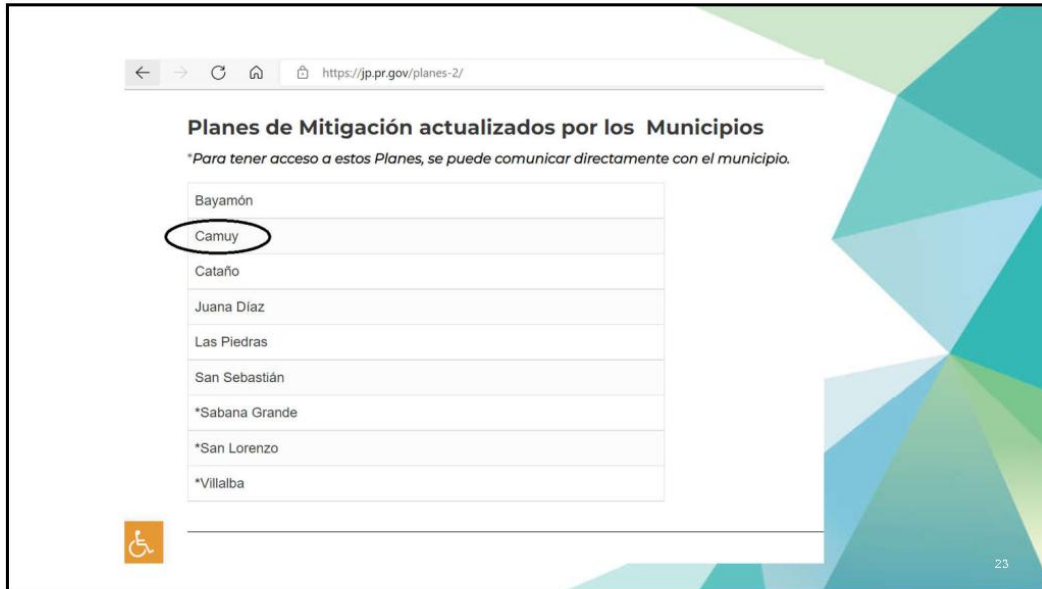 https://jp.pr.gov/planes-2/
Planes de Mitigación actualizados por los Municipios
*Para tener acceso a estos Planes, se puede comunicar directamente con el municipio.
Bayamón
Camuy
Cataño
Juana Díaz
Las Piedras
San Sebastián
*Sabana Grande
*San Lorenzo
*Villalba
23